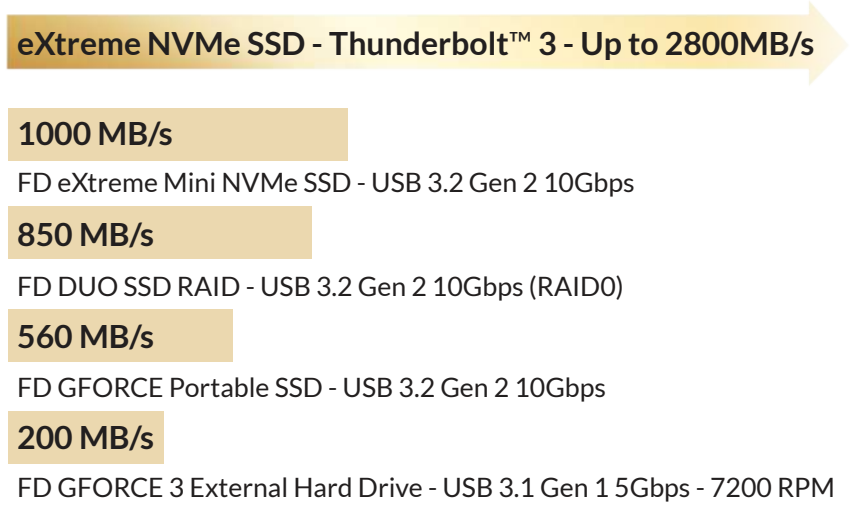 eXtreme NVMe SSD - Thunderbolt™ 3 - Up to 2800MB/s
1000 MB/s
FD eXtreme Mini NVMe SSD - USB 3.2 Gen 2 10Gbps
850 MB/s
FD DUO SSD RAID - USB 3.2 Gen 2 10Gbps (RAID0)
560 MB/s
FD GFORCE Portable SSD - USB 3.2 Gen 2 10Gbps
200 MB/s
FD GFORCE 3 External Hard Drive - USB 3.1 Gen 1 5Gbps - 7200 RPM